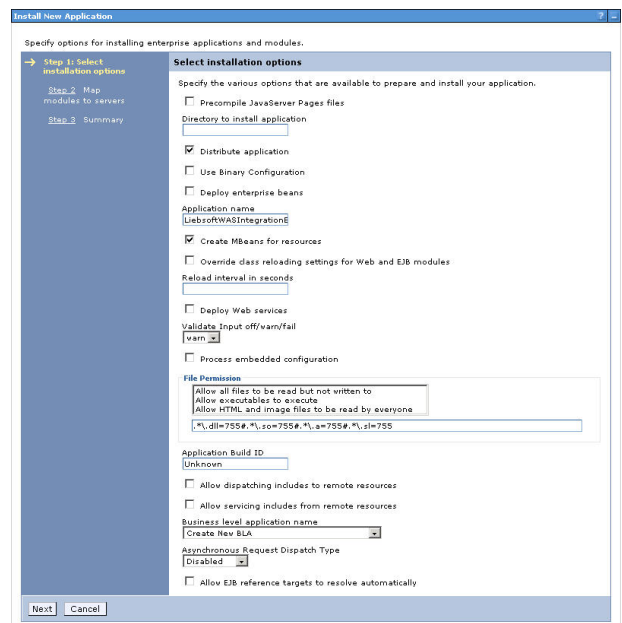 Install New Application
? –
Specify options for installing enterprise applications and modules.
Step 1: Select
installation options
Step 2 Map
modules to servers
Step 3 Summary
Select installation options
Specify the various options that are available to prepare and install your application.
Precompile JavaServer Pages files
Directory to install application
Distribute application
Use Binary Configuration
Deploy enterprise beans
Application name
LiebsoftWASIntegrationE
Create MBeans for resources
Override class reloading settings for Web and EJB modules
Reload interval in seconds
Deploy Web services
Validate Input off/warn/fail
warn
Process embedded configuration
File Permission
Allow all files to be read but not written to
Allow executables to execute
Allow HTML and image files to be read by everyone
.*\.dll=755#.*\.so=755#.*\.a=755#.*\.sl=755
Application Build ID
Unknown
Allow dispatching includes to remote resources
Allow servicing includes from remote resources
Business level application name
Create New BLA
Asynchronous Request Dispatch Type
Disabled
Allow EJB reference targets to resolve automatically
Next Cancel